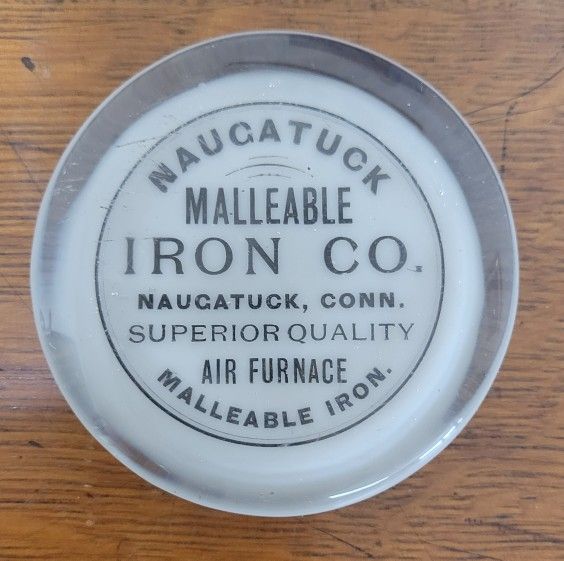 NAUGATUCK
MALLEABLE
IRON CO.
NAUGATUCK, CONN.
SUPERIOR QUALITY
AIR FURNACE
MALLEABLE IRON.